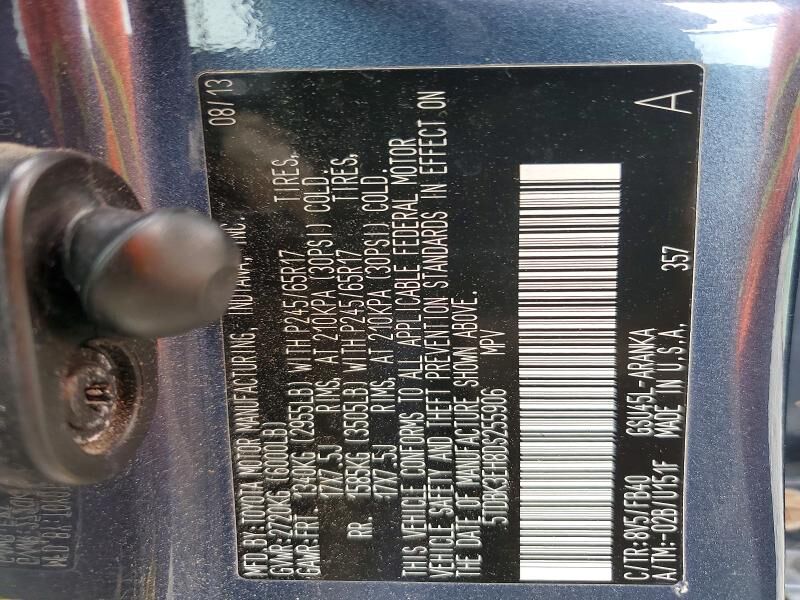 MFD BY: TOYOTA MOTOR MANUFACTURING, INDIANA, INC. 08/13
GVWR: 2720KG (6000LB)
GAWR: FRT. 1340KG (2955LB) WITH P245/65R17 TIRES,
17X7.5J RIMS, AT 210KPA (30PSI) COLD.
RR. 1585KG (3505LB) WITH P245/65R17 TIRES,
17X7.5J RIMS, AT 210KPA (30PSI) COLD.
THIS VEHICLE CONFORMS TO ALL APPLICABLE FEDERAL MOTOR
VEHICLE SAFETY AND THEFT PREVENTION STANDARDS IN EFFECT ON
THE DATE OF MANUFACTURE SHOWN ABOVE.
5TDBK3EH8DS255906 MPV
C/TR:8V5/FB40 GSU45L-ARANKA 357
A/TM:-02B/U151F MADE IN U.S.A. A